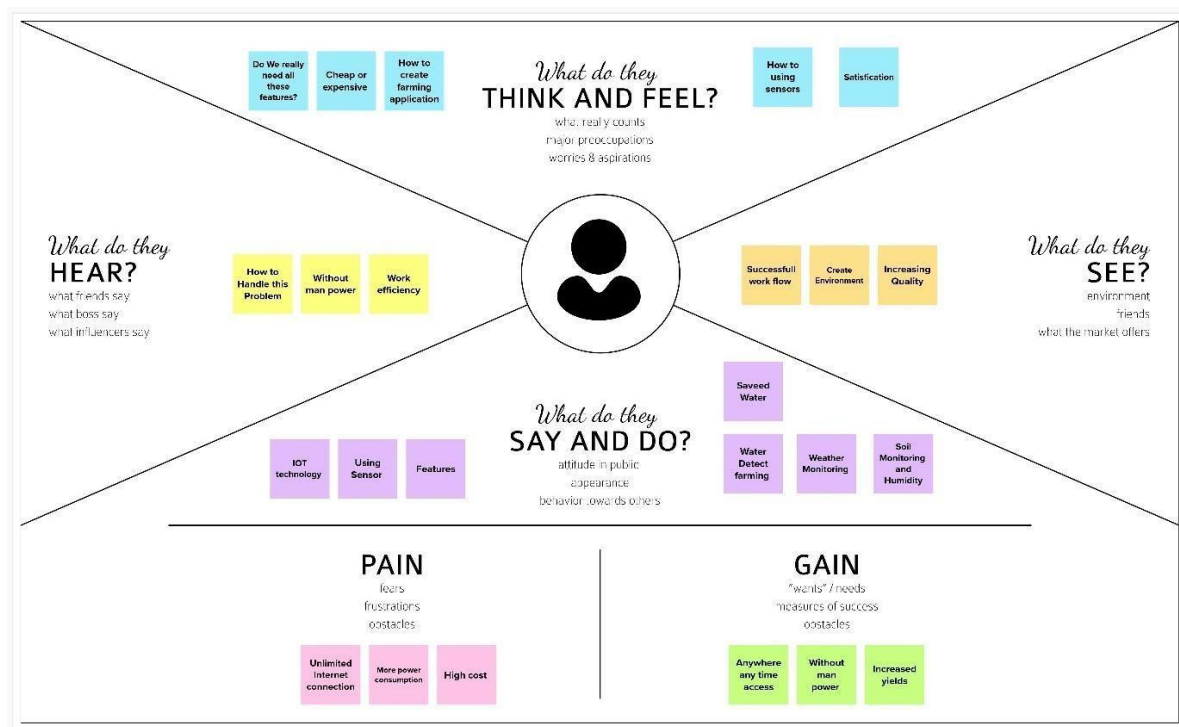 Do We really
need all
these
features?
Cheap or
expensive
How to
create
farming
application
What do they
THINK AND FEEL?
what really counts
major preoccupations
worries & aspirations
How to
using
sensors
Satisfication
What do they
HEAR?
what friends say
what boss say
what influencers say
How to
Handle this
Problem
Without
man power
Work
efficiency
Successfull
work flow
Create
Environment
Increasing
Quality
What do they
SEE?
environment
friends
what the market offers
What do they
SAY AND DO?
attitude in public
appearance
behavior towards others
IOT
technology
Using
Sensor
Features
Saveed
Water
Water
Detect
farming
Weather
Monitoring
Soil
Monitoring
and
Humidity
PAIN
fears
frustrations
obstacles
Unlimited
Internet
connection
More power
consumption
High cost
GAIN
"wants" / needs
measures of success
obstacles
Anywhere
any time
access
Without
man
power
Increased
yields